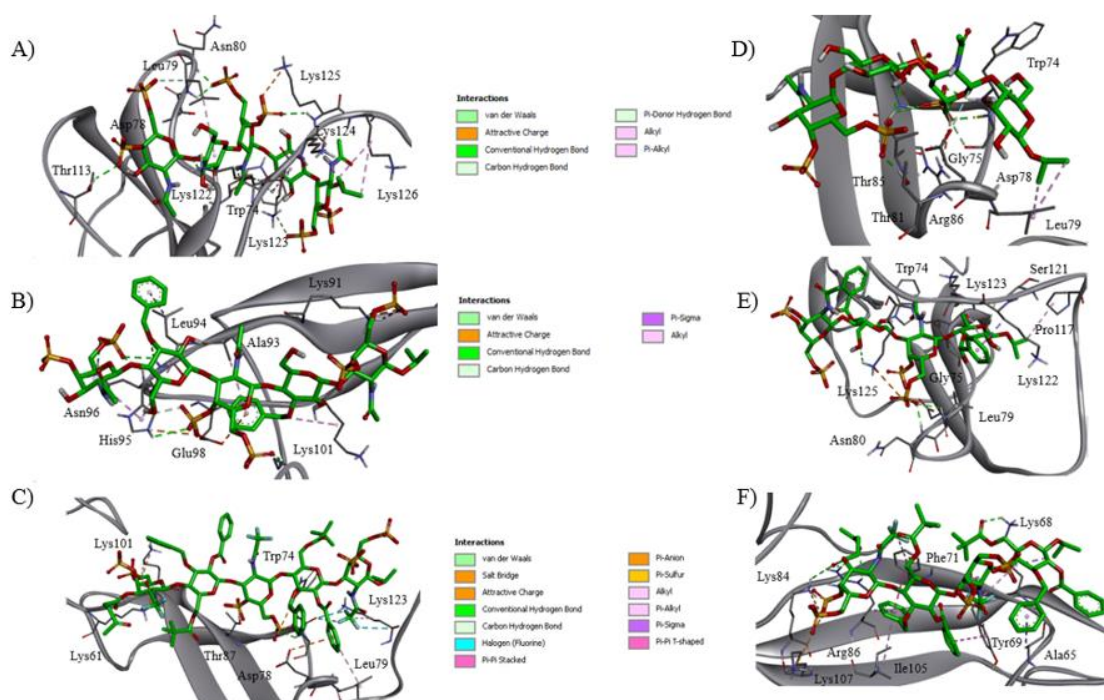 A)
Asn80
Leu79
Lys125
Asp78
Lys124
Thr113
Lys122
Trp74
Lys126
Lys123
Interactions
van der Waals
Attractive Charge
Conventional Hydrogen Bond
Carbon Hydrogen Bond
Pi-Donor Hydrogen Bond
Alkyl
Pi-Alkyl
D)
Trp74
Gly75
Thr85
Asp78
Thr81
Arg86
Leu79
B)
Lys91
Leu94
Ala93
Asn96
His95
Glu98
Lys101
Interactions
van der Waals
Attractive Charge
Conventional Hydrogen Bond
Carbon Hydrogen Bond
Pi-Sigma
Alkyl
E)
Trp74
Lys123
Ser121
Pro117
Lys125
Gly75
Lys122
Leu79
Asn80
C)
Lys101
Trp74
Lys123
Lys61
Thr87
Asp78
Leu79
Interactions
van der Waals
Salt Bridge
Attractive Charge
Conventional Hydrogen Bond
Carbon Hydrogen Bond
Halogen (Fluorine)
Pi-Pi Stacked
Pi-Anion
Pi-Sulfur
Alkyl
Pi-Alkyl
Pi-Sigma
Pi-Pi T-shaped
F)
Lys68
Phe71
Lys84
Arg86
Tyr69
Ile105
Ala65
Lys107